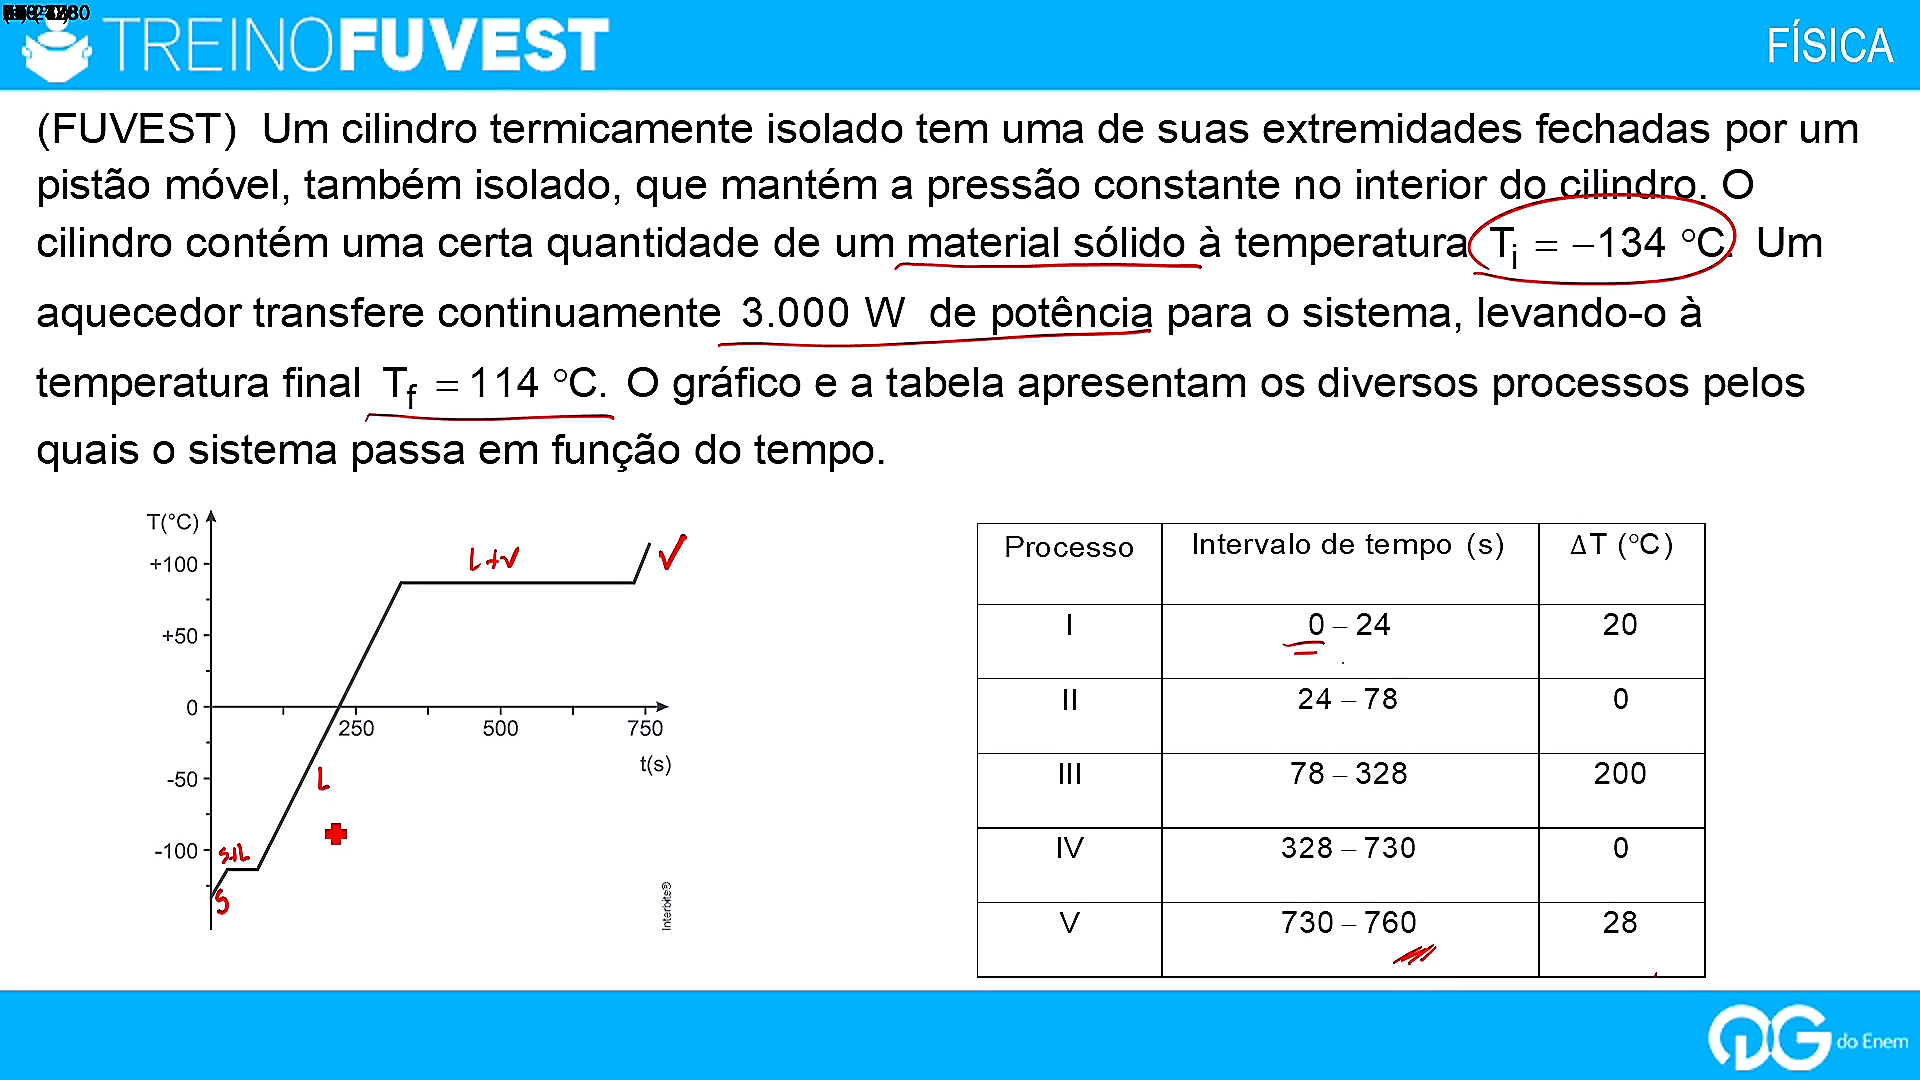 TREINOFUVEST
FÍSICA
(FUVEST) Um cilindro termicamente isolado tem uma de suas extremidades fechadas por um
pistão móvel, também isolado, que mantém a pressão constante no interior do cilindro. O
cilindro contém uma certa quantidade de um material sólido à temperatura Ti = −134 °C. Um
aquecedor transfere continuamente 3.000 W de potência para o sistema, levando-o à
temperatura final Tf = 114 °C. O gráfico e a tabela apresentam os diversos processos pelos
quais o sistema passa em função do tempo.
T(°C)
+100
+50
0
-50
-100
250 500 750
t(s)
L+V
L
S+L
S
Interbits®
Processo Intervalo de tempo (s) ΔT (°C)
I 0 – 24 20
II 24 – 78 0
III 78 – 328 200
IV 328 – 730 0
V 730 – 760 28
QG do Enem